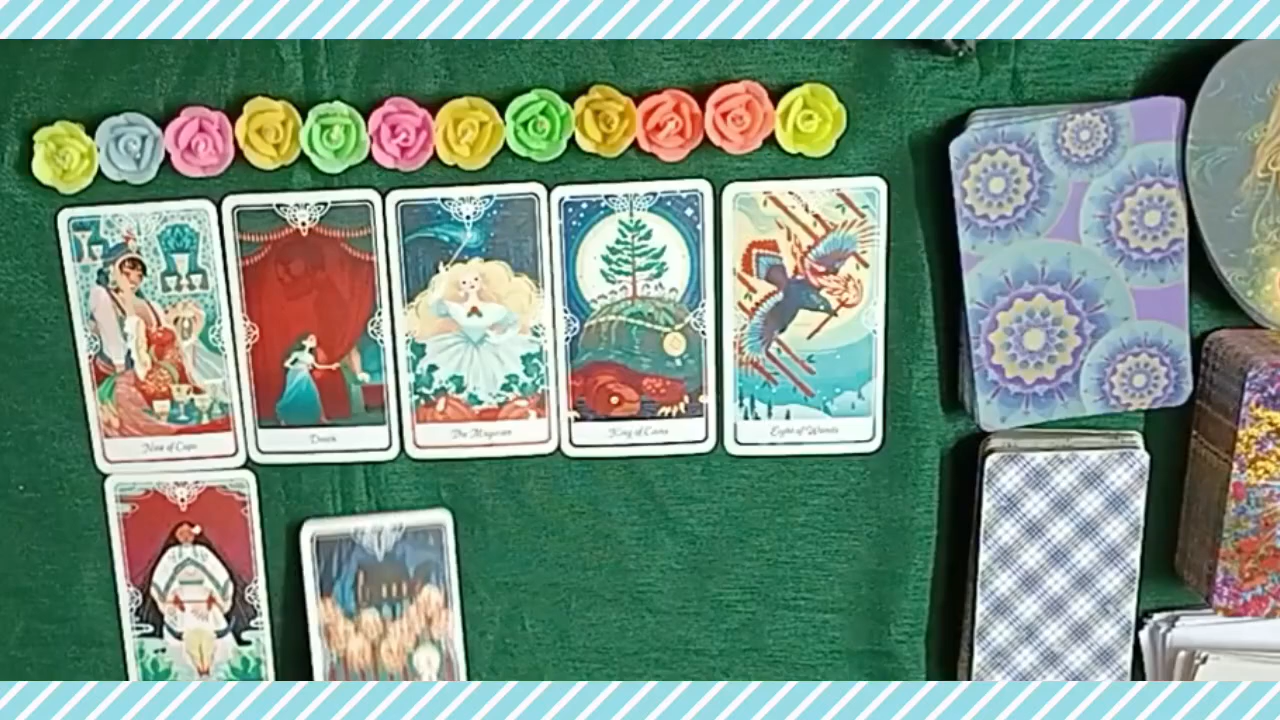 Nine of Cups
Death
The Magician
King of Coins
Eight of Wands